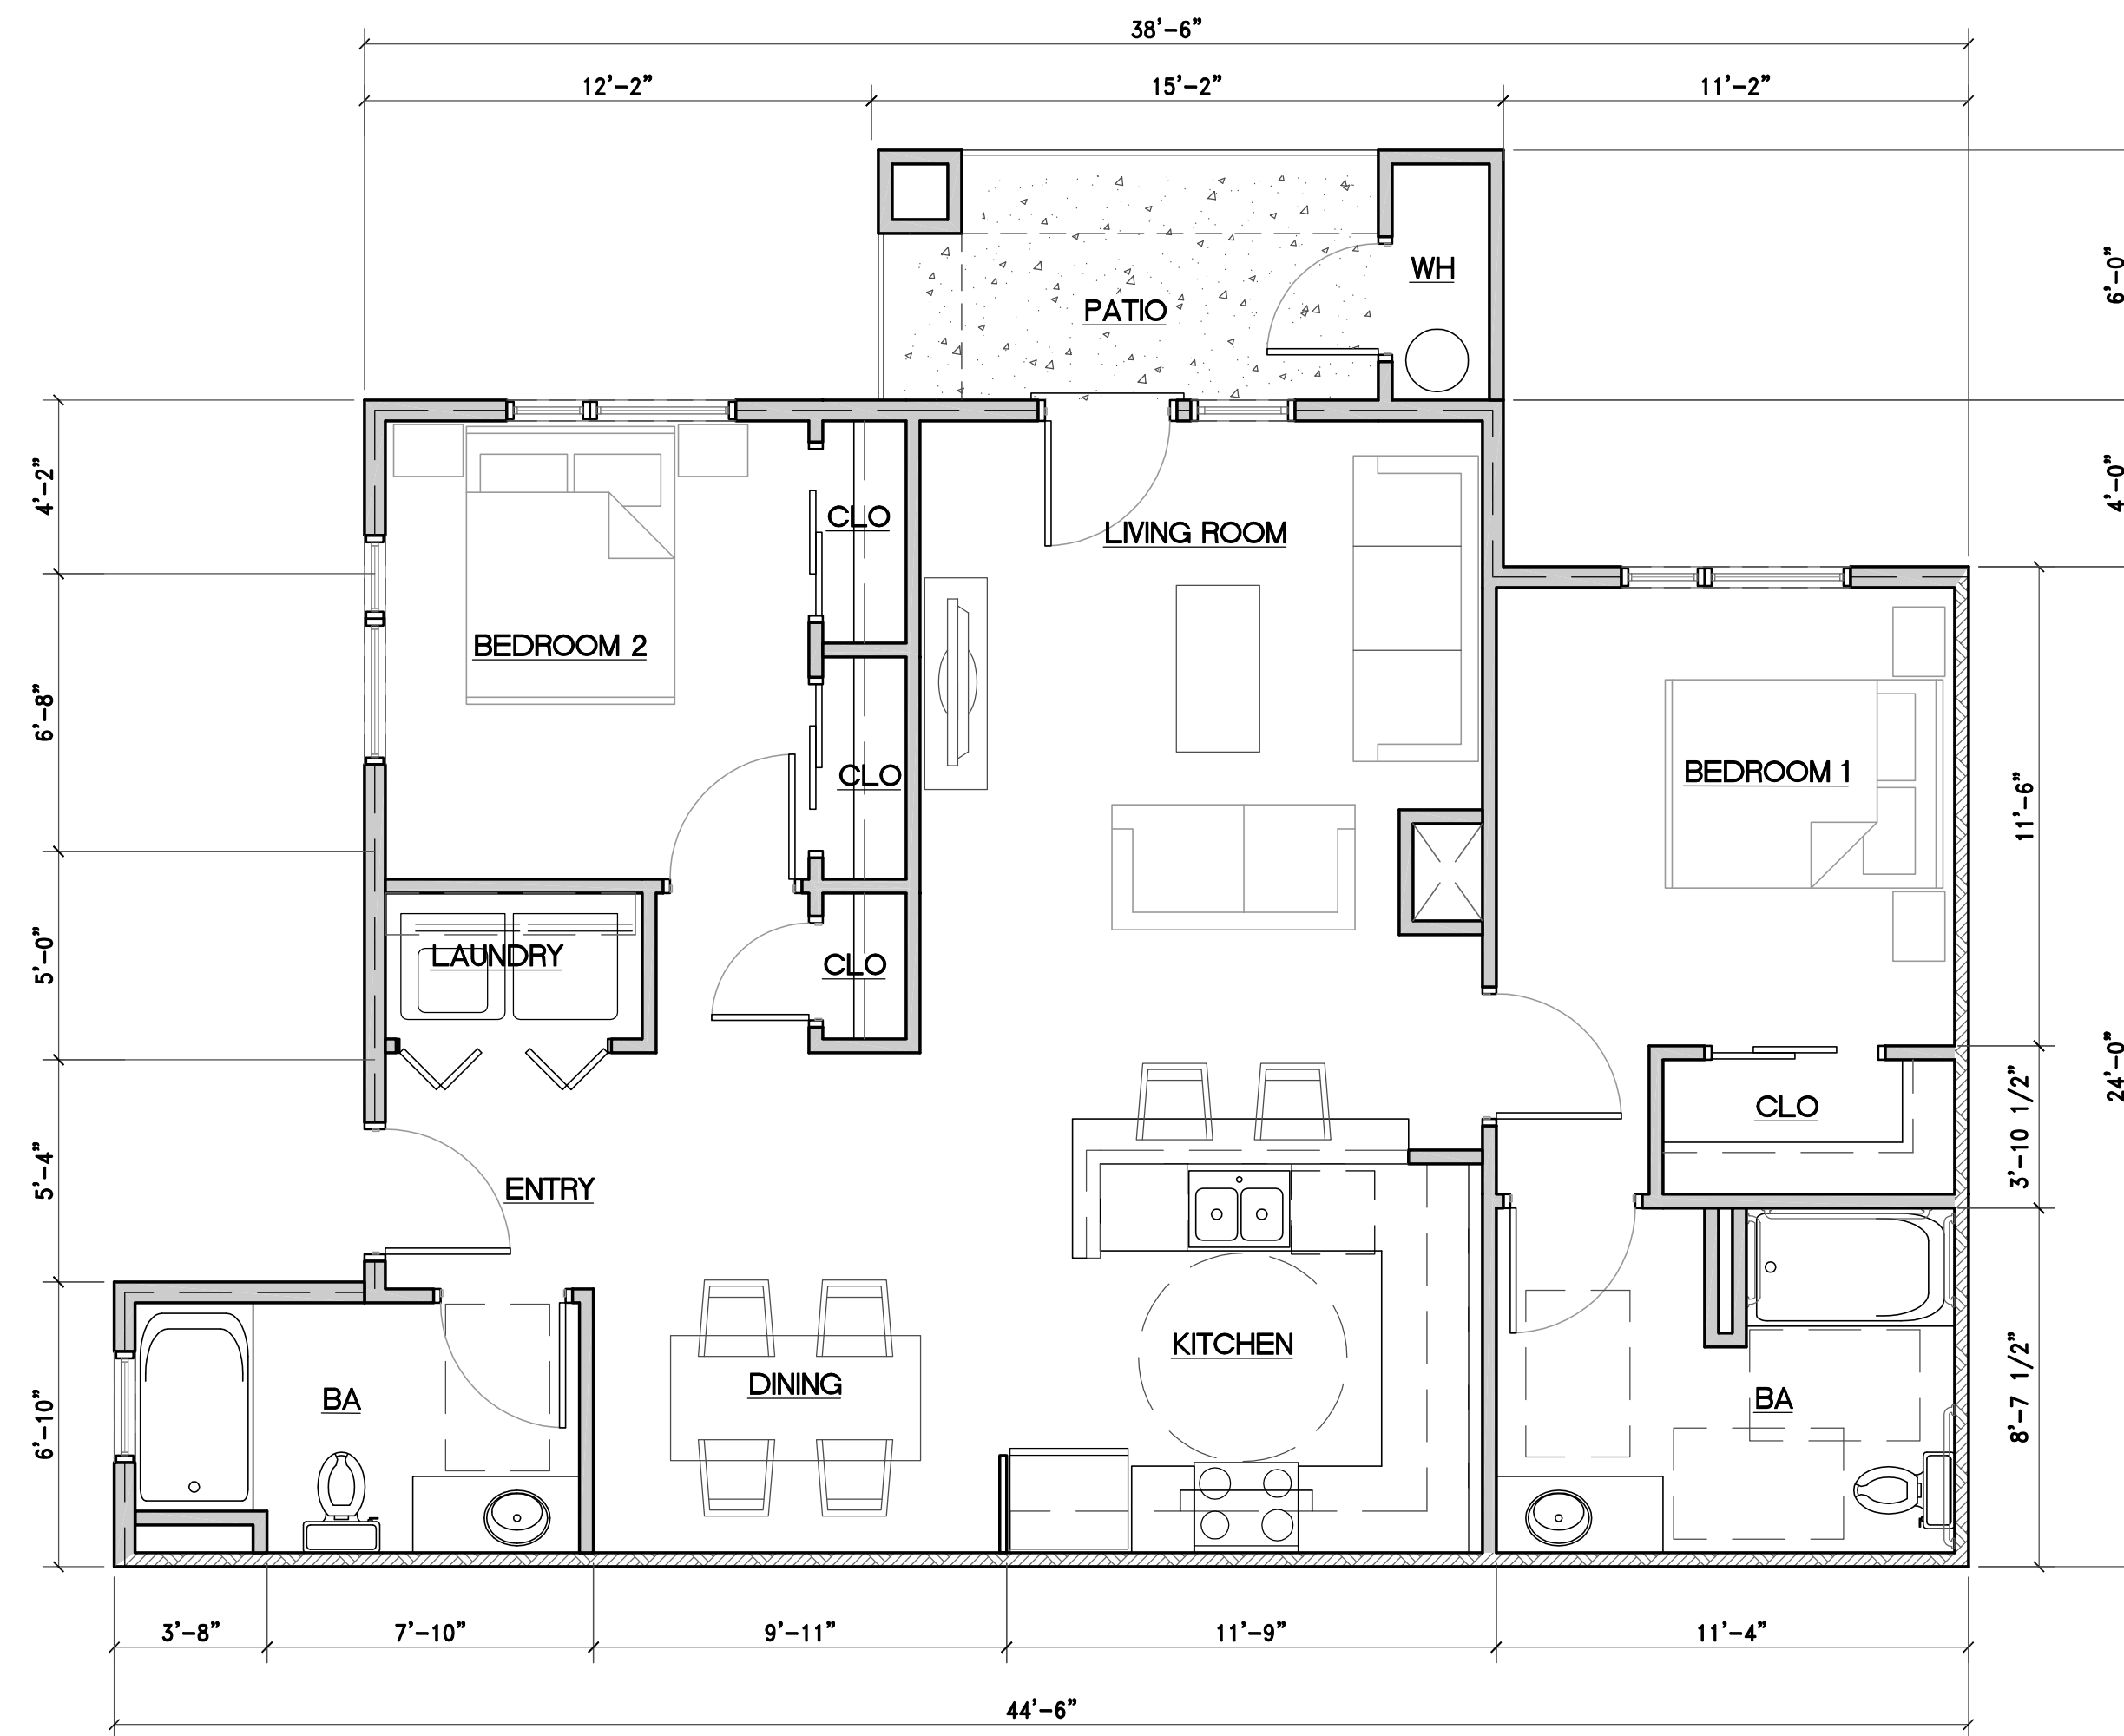 38'-6"
12'-2"
15'-2"
11'-2"
6'-0"
WH
PATIO
4'-2"
4'-0"
CLO
LIVING ROOM
BEDROOM 2
6'-8"
CLO
BEDROOM 1
11'-6"
5'-0"
LAUNDRY
CLO
24'-0"
CLO
3'-10 1/2"
5'-4"
ENTRY
KITCHEN
DINING
BA
BA
6'-10"
8'-7 1/2"
3'-8"
7'-10"
9'-11"
11'-9"
11'-4"
44'-6"